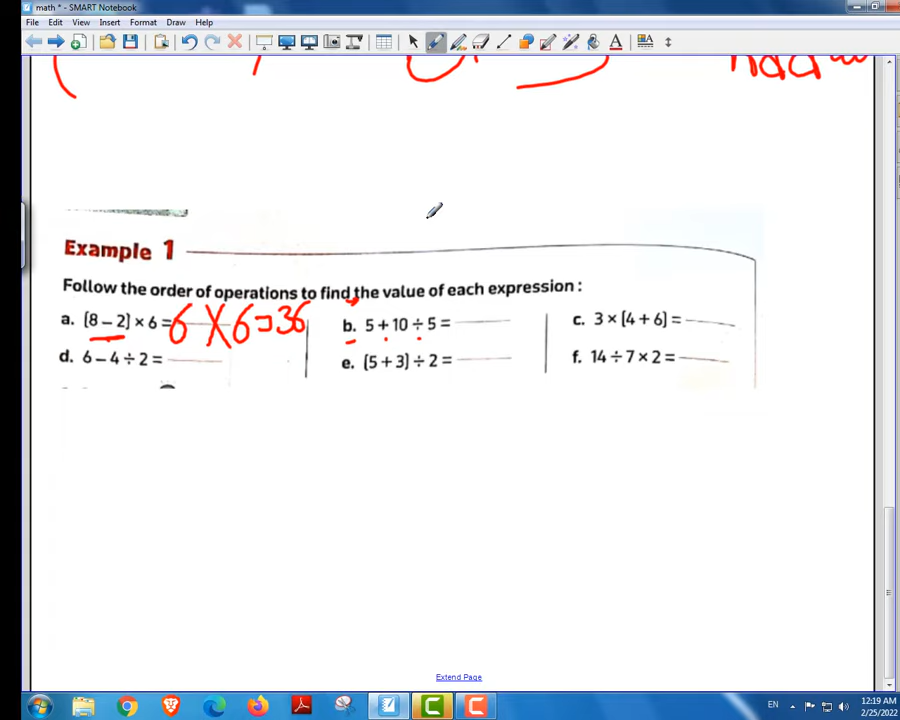 math * - SMART Notebook
File Edit View Insert Format Draw Help
Example 1
Follow the order of operations to find the value of each expression :
a. (8 – 2) × 6 = 6 X 6 = 36
b. 5 + 10 ÷ 5 =
c. 3 × (4 + 6) =
d. 6 – 4 ÷ 2 =
e. (5 + 3) ÷ 2 =
f. 14 ÷ 7 × 2 =
Extend Page
EN
12:19 AM
2/25/2022